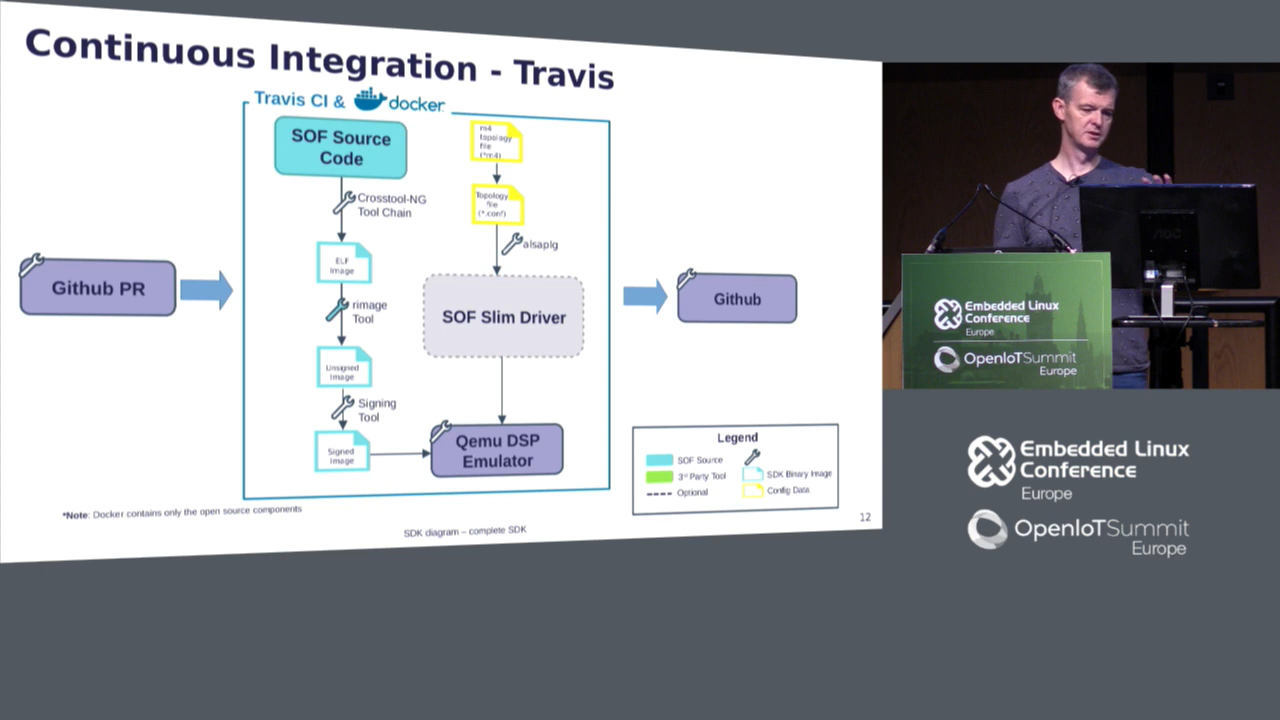 Continuous Integration - Travis
Travis CI & docker
SOF Source
Code
Crosstool-NG
Tool Chain
ELF
Image
rimage
Tool
Unsigned
Image
Signing
Tool
Signed
Image
m4
topology
file
(*m4)
Topology
file
(*.conf)
alsaplg
SOF Slim Driver
Qemu DSP
Emulator
Github PR
Github
Legend
SOF Source
3rd Party Tool
SDK Binary Image
Optional
Config Data
*Note: Docker contains only the open source components
SDK diagram – complete SDK
12
AOC
Embedded Linux
Conference
Europe
OpenIoTSummit
Europe
Embedded Linux
Conference
Europe
OpenIoTSummit
Europe